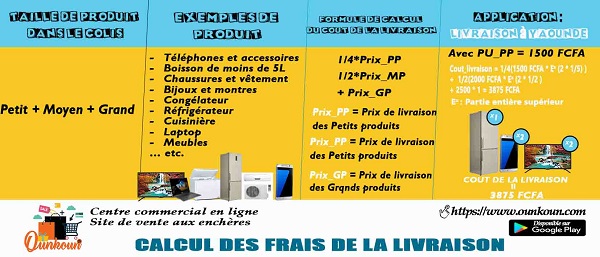 TAILLE DE PRODUIT
DANS LE COLIS
Petit + Moyen + Grand
EXEMPLES DE
PRODUIT
- Téléphones et accessoires
- Boisson de moins de 5L
- Chaussures et vêtement
- Bijoux et montres
- Congélateur
- Réfrigérateur
- Cuisinière
- Laptop
- Meubles
... etc.
FORMULE DE CALCUL
DU COUT DE LA LIVRAISON
1/4*Prix_PP
1/2*Prix_MP
+ Prix_GP
Prix_PP = Prix de livraison
des Petits produits
Prix_PP = Prix de livraison
des Petits produits
Prix_GP = Prix de livraison
des Grands produits
APPLICATION:
LIVRAISON À YAOUNDE
Avec PU_PP = 1500 FCFA
Cout_livraison = 1/4(1500 FCFA * Eˢ (2 * 1/5) )
+ 1/2(2000 FCFA * Eˢ (2 * 1/2 )
+ 2500 * 1 = 3875 FCFA
Eˢ : Partie entière supérieur
×1
×2
×2
COUT DE LA LIVRAISON
=
3875 FCFA
SALE
Ounkoun
Centre commercial en ligne
Site de vente aux enchères
https://www.ounkoun.com
Disponible sur
Google Play
CALCUL DES FRAIS DE LA LIVRAISON